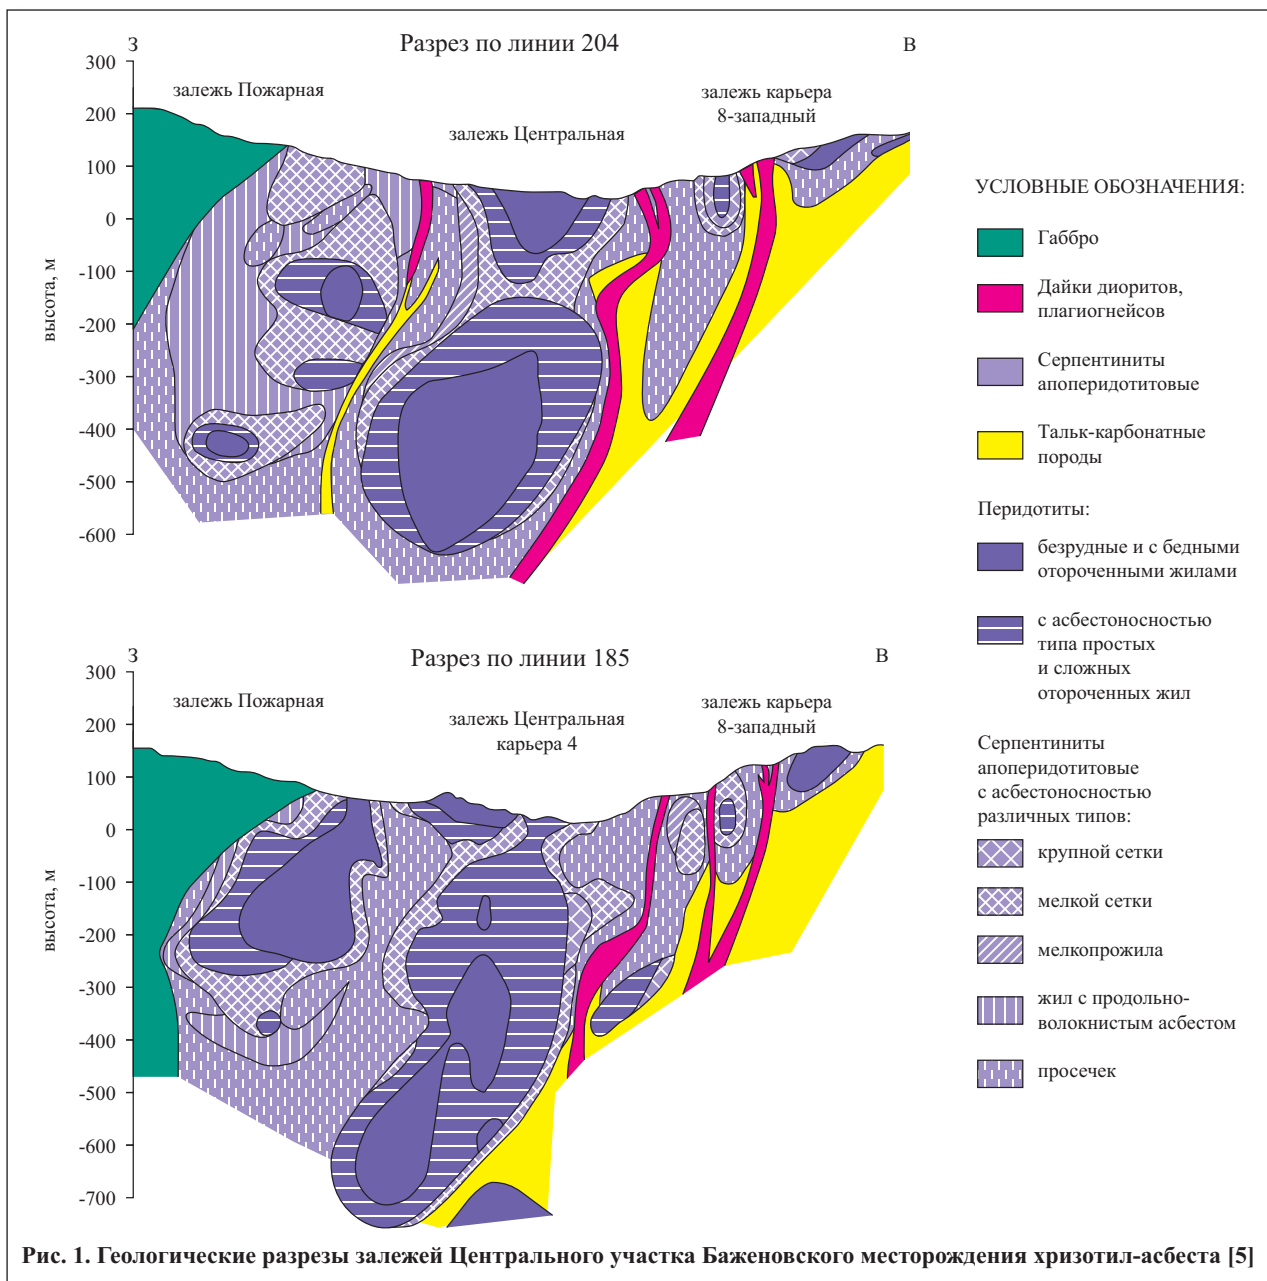 Разрез по линии 204
З
В
300
200
100
0
-100
-200
-300
-400
-500
-600
высота, м
залежь Пожарная
залежь Центральная
залежь карьера
8-западный
Разрез по линии 185
З
В
300
200
100
0
-100
-200
-300
-400
-500
-600
-700
высота, м
залежь Пожарная
залежь Центральная
карьера 4
залежь карьера
8-западный
УСЛОВНЫЕ ОБОЗНАЧЕНИЯ:
Габбро
Дайки диоритов,
плагиогнейсов
Серпентиниты
апоперидотитовые
Тальк-карбонатные
породы
Перидотиты:
безрудные и с бедными
отороченными жилами
с асбестоносностью
типа простых
и сложных
отороченных жил
Серпентиниты
апоперидотитовые
с асбестоносностью
различных типов:
крупной сетки
мелкой сетки
мелкопрожила
жил с продольно-
волокнистым асбестом
просечек
Рис. 1. Геологические разрезы залежей Центрального участка Баженовского месторождения хризотил-асбеста [5]